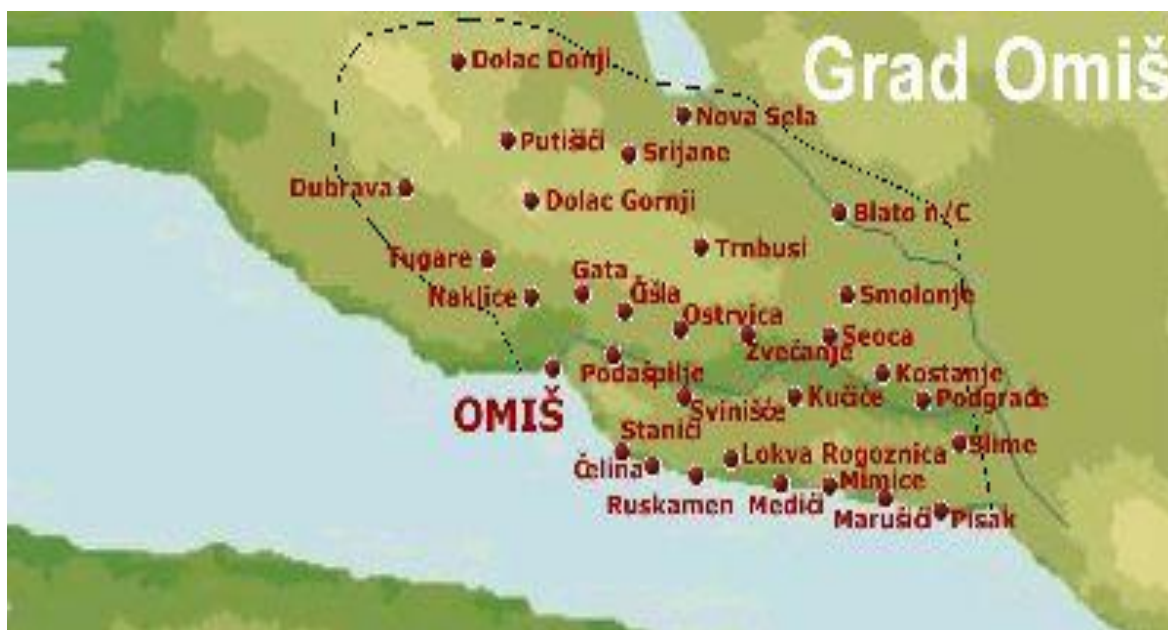 Dolac Donji
Grad Omiš
Nova Sela
Putišići
Srijane
Dubrava
Dolac Gornji
Blato n/C
Trnbusi
Tugare
Gata
Naklice
Čišla
Smolonje
Ostrvica
Seoca
Zvečanje
Podašpilje
Kostanje
OMIŠ
Svinišće
Kučiće
Podgrađe
Stanići
Slime
Lokva Rogoznica
Čelina
Mimice
Ruskamen
Medići
Marušići
Pisak